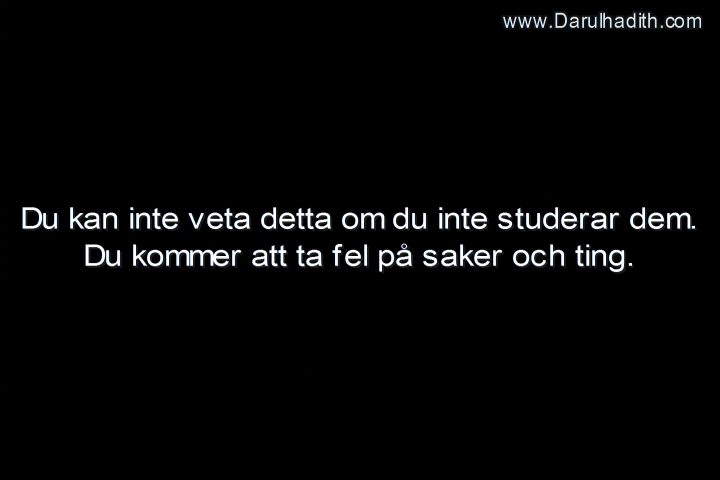 www.Darulhadith.com
Du kan inte veta detta om du inte studerar dem.
Du kommer att ta fel på saker och ting.